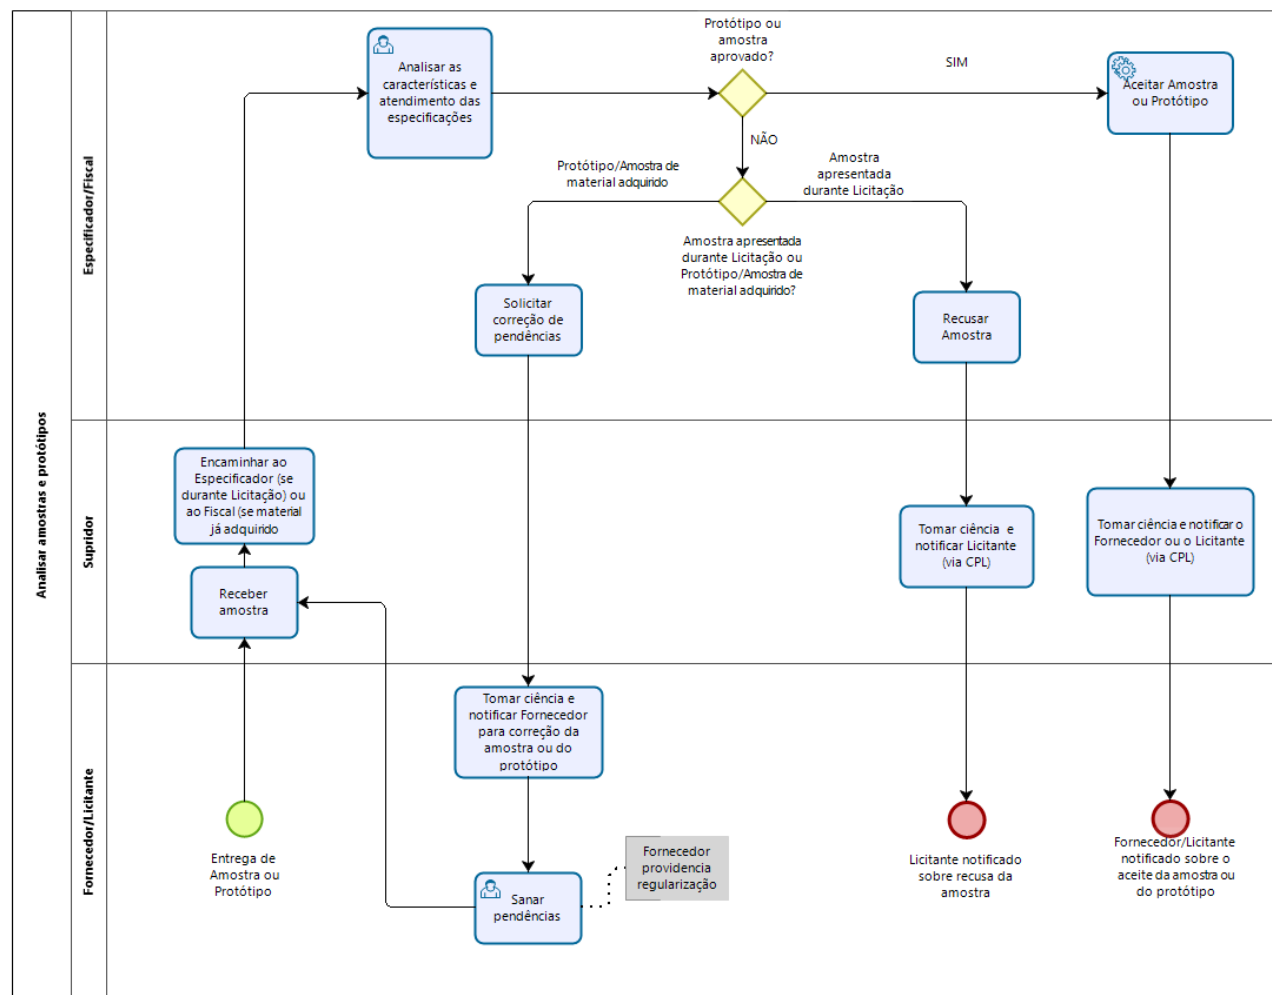 Analisar amostras e protótipos
Especificador/Fiscal
Analisar as
características e
atendimento das
especificações
Protótipo ou
amostra
aprovado?
SIM
Aceitar Amostra
ou Protótipo
NÃO
Protótipo/Amostra de
material adquirido
Amostra
apresentada
durante Licitação
Amostra apresentada
durante Licitação ou
Protótipo/Amostra de
material adquirido?
Solicitar
correção de
pendências
Recusar
Amostra
Supridor
Encaminhar ao
Especificador (se
durante Licitação) ou
ao Fiscal (se material
já adquirido
Receber
amostra
Tomar ciência e
notificar Licitante
(via CPL)
Tomar ciência e notificar o
Fornecedor ou o Licitante
(via CPL)
Fornecedor/Licitante
Tomar ciência e
notificar Fornecedor
para correção da
amostra ou do
protótipo
Entrega de
Amostra ou
Protótipo
Sanar
pendências
Fornecedor
providencia
regularização
Licitante notificado
sobre recusa da
amostra
Fornecedor/Licitante
notificado sobre o
aceite da amostra ou
do protótipo